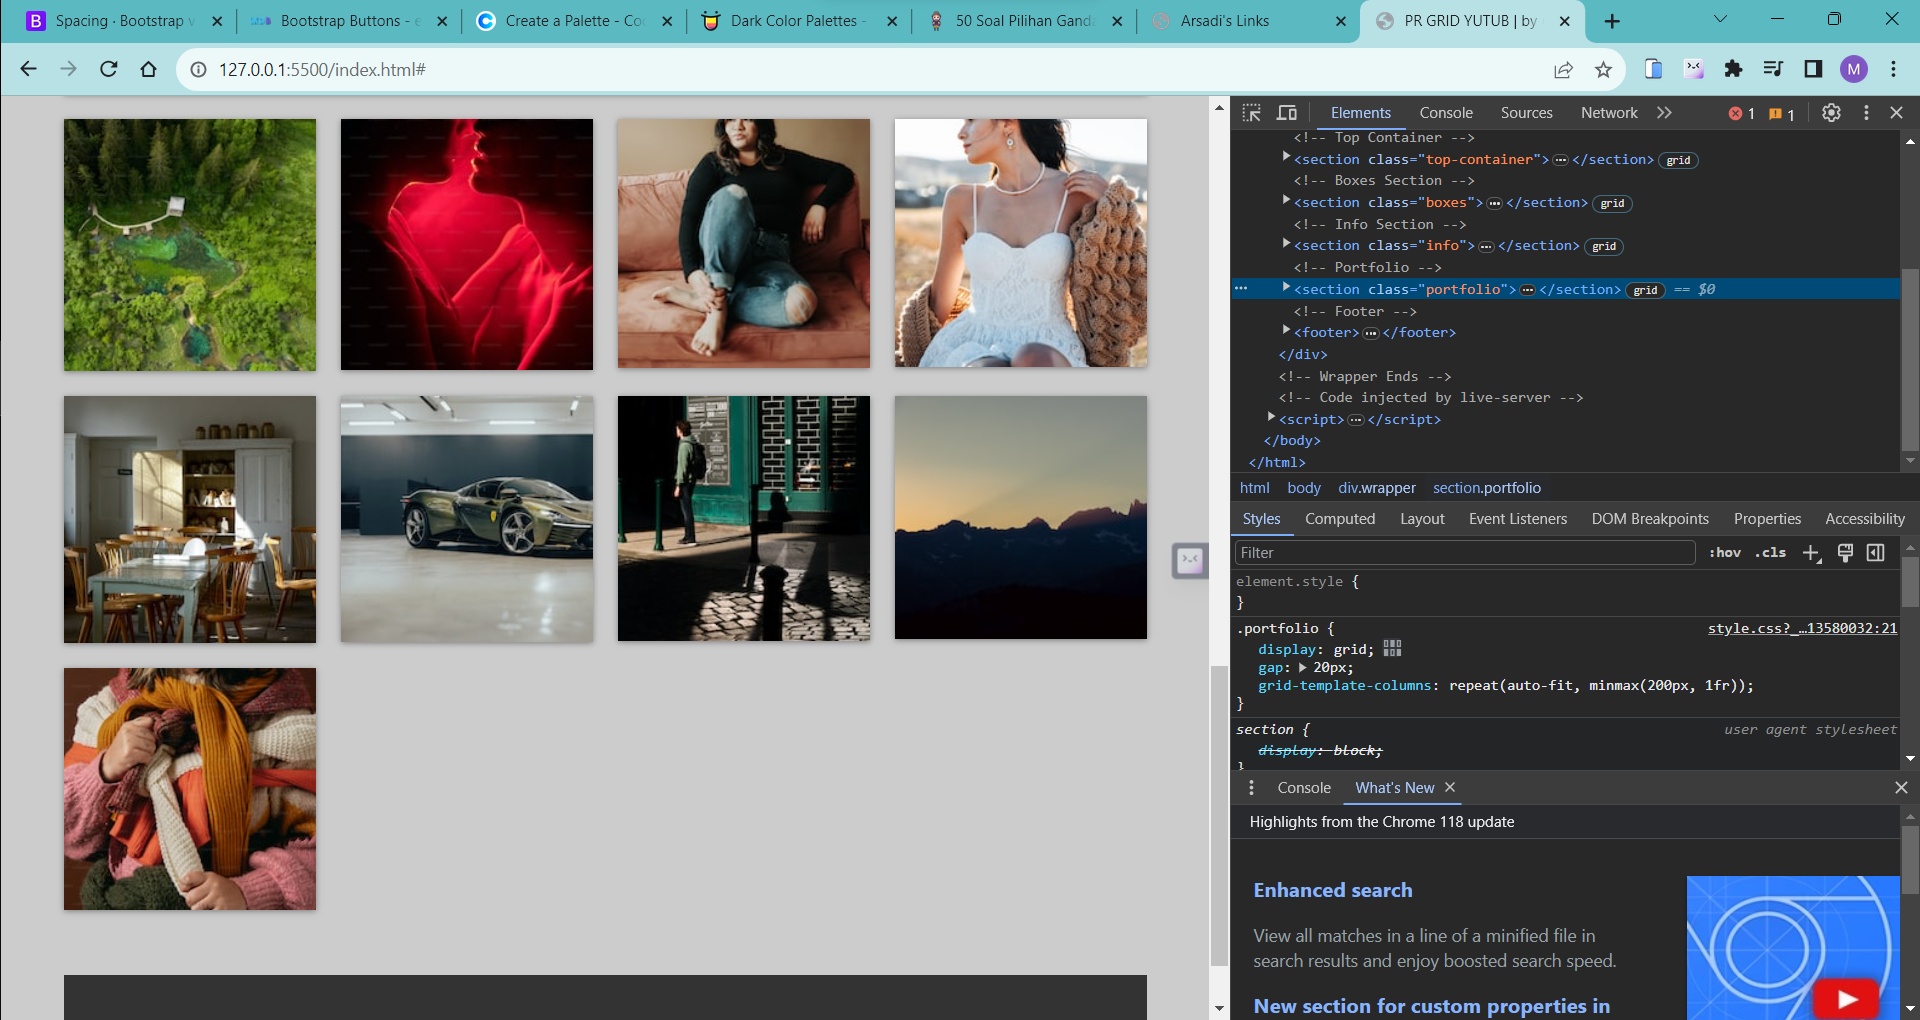 Spacing · Bootstrap v
Bootstrap Buttons - e
Create a Palette - Co
Dark Color Palettes -
50 Soal Pilihan Ganda
Arsadi's Links
PR GRID YUTUB | by
127.0.0.1:5500/index.html#
M
Elements
Console
Sources
Network
1
1
<!-- Top Container -->
<section class="top-container">…</section> grid
<!-- Boxes Section -->
<section class="boxes">…</section> grid
<!-- Info Section -->
<section class="info">…</section> grid
<!-- Portfolio -->
<section class="portfolio">…</section> grid == $0
<!-- Footer -->
<footer>…</footer>
</div>
<!-- Wrapper Ends -->
<!-- Code injected by live-server -->
<script>…</script>
</body>
</html>
html body div.wrapper section.portfolio
Styles Computed Layout Event Listeners DOM Breakpoints Properties Accessibility
Filter
:hov .cls
element.style {
}
.portfolio {
style.css?_…13580032:21
display: grid;
gap: 20px;
grid-template-columns: repeat(auto-fit, minmax(200px, 1fr));
}
section {
user agent stylesheet
display: block;
}
Console
What's New
Highlights from the Chrome 118 update
Enhanced search
View all matches in a line of a minified file in
search results and enjoy boosted search speed.
New section for custom properties in